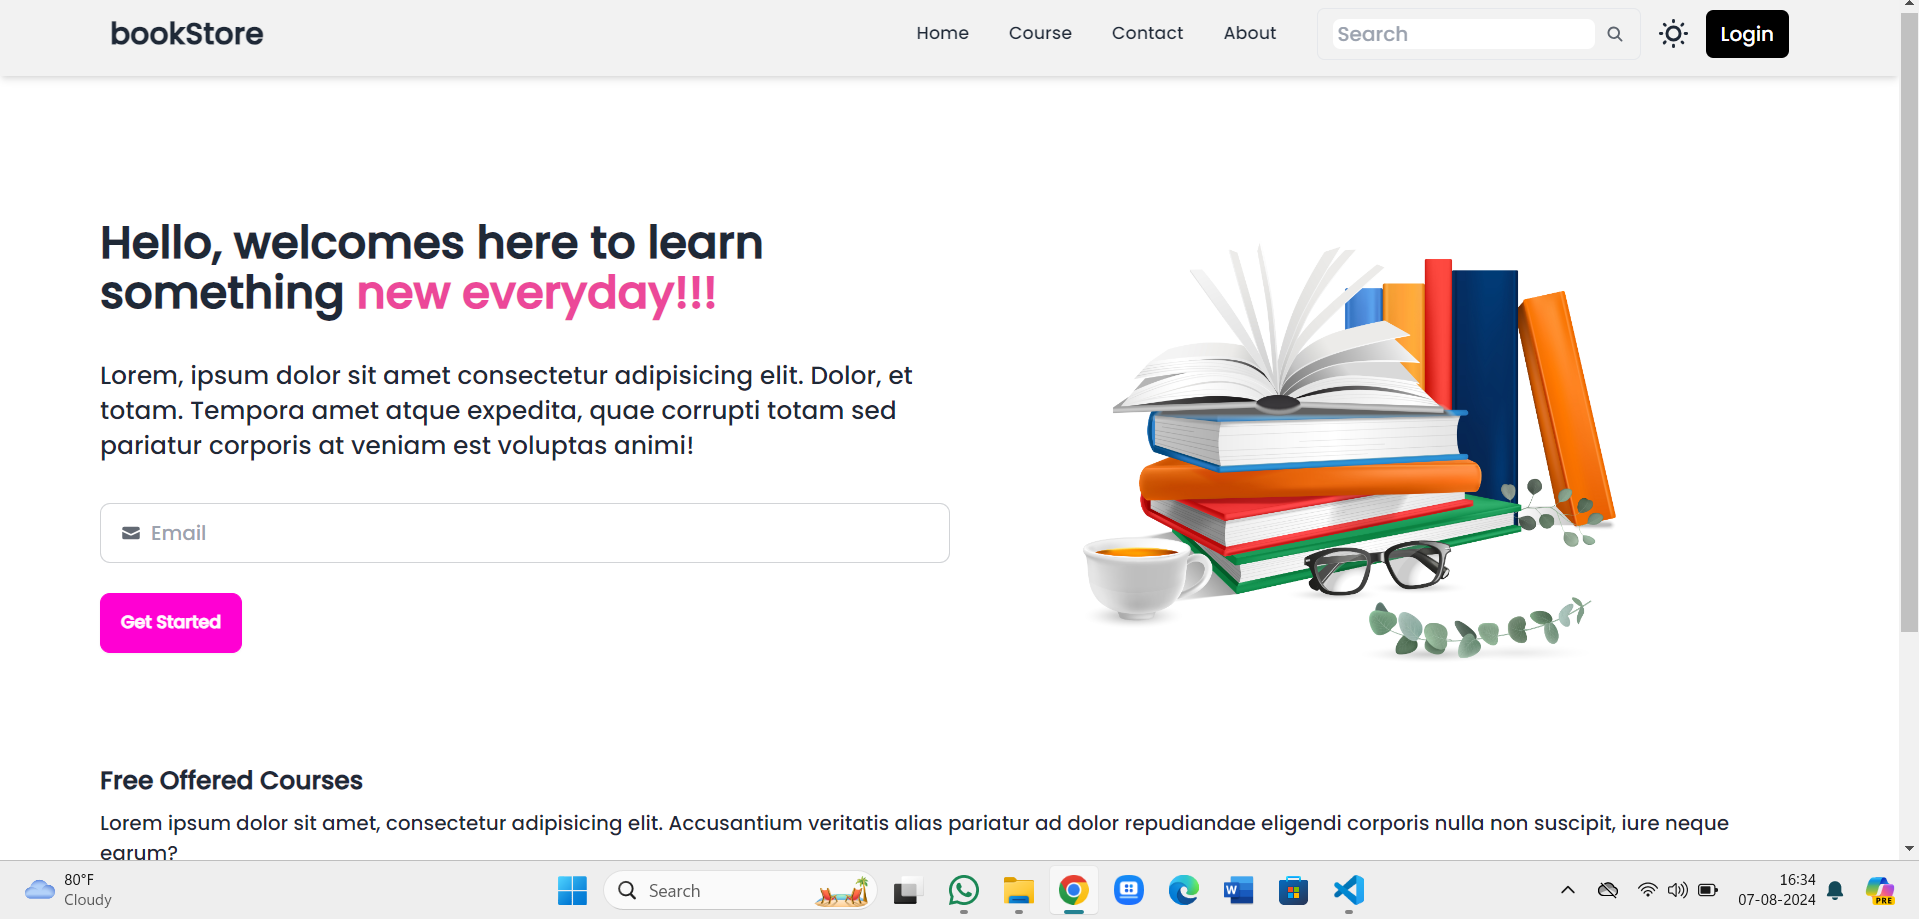 bookStore
Home Course Contact About Search Login
Hello, welcomes here to learn
something new everyday!!!
Lorem, ipsum dolor sit amet consectetur adipisicing elit. Dolor, et
totam. Tempora amet atque expedita, quae corrupti totam sed
pariatur corporis at veniam est voluptas animi!
Email
Get Started
Free Offered Courses
Lorem ipsum dolor sit amet, consectetur adipisicing elit. Accusantium veritatis alias pariatur ad dolor repudiandae eligendi corporis nulla non suscipit, iure neque
earum?
80°F
Cloudy
Search
W
16:34
07-08-2024
PRE